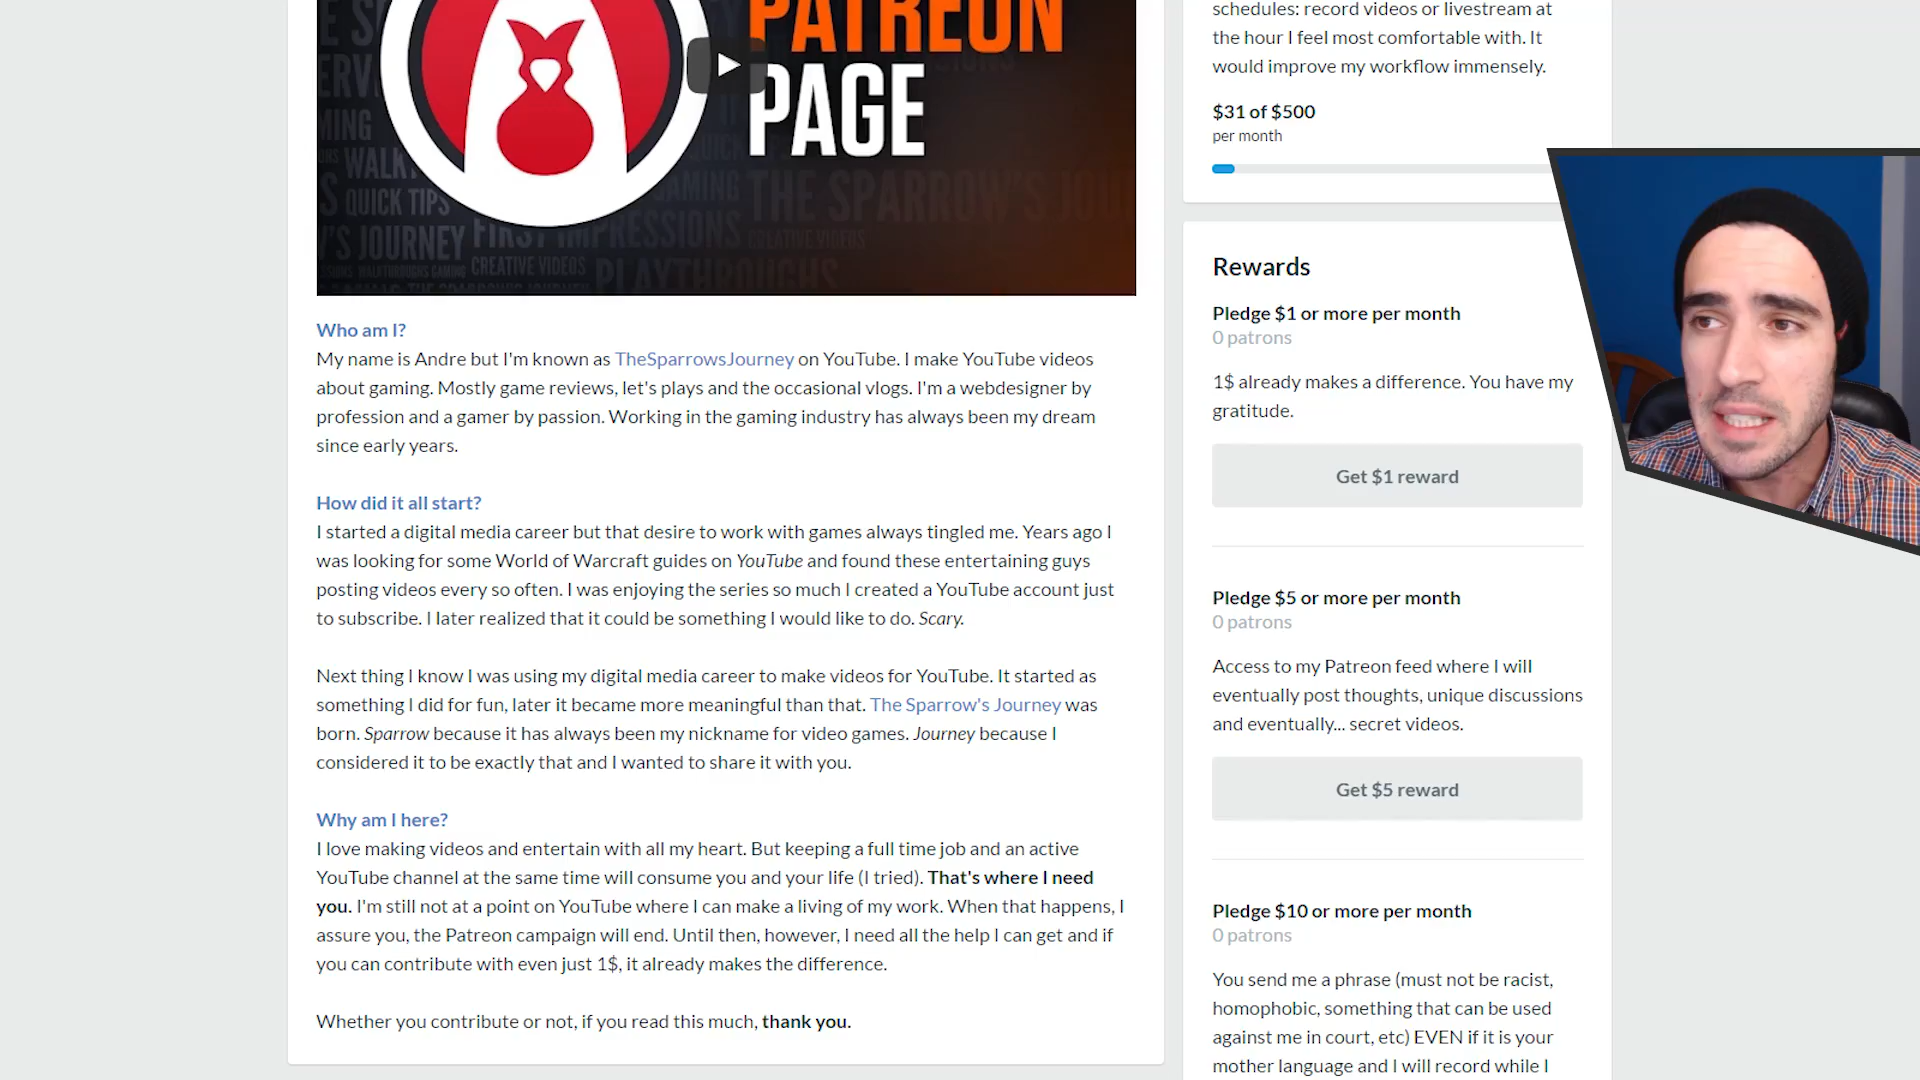 PATREON
PAGE
WALK
QUICK TIPS
'S JOURNEY FIRST IMPRESSIONS
GAMING THE SPARROW'S JOU
CREATIVE VIDEOS
WALKTHROUGHS GAMING CREATIVE VIDEOS PLAYTHROUGHS
Who am I?
My name is Andre but I'm known as TheSparrowsJourney on YouTube. I make YouTube videos
about gaming. Mostly game reviews, let's plays and the occasional vlogs. I'm a webdesigner by
profession and a gamer by passion. Working in the gaming industry has always been my dream
since early years.
How did it all start?
I started a digital media career but that desire to work with games always tingled me. Years ago I
was looking for some World of Warcraft guides on YouTube and found these entertaining guys
posting videos every so often. I was enjoying the series so much I created a YouTube account just
to subscribe. I later realized that it could be something I would like to do. Scary.
Next thing I know I was using my digital media career to make videos for YouTube. It started as
something I did for fun, later it became more meaningful than that. The Sparrow's Journey was
born. Sparrow because it has always been my nickname for video games. Journey because I
considered it to be exactly that and I wanted to share it with you.
Why am I here?
I love making videos and entertain with all my heart. But keeping a full time job and an active
YouTube channel at the same time will consume you and your life (I tried). That's where I need
you. I'm still not at a point on YouTube where I can make a living of my work. When that happens, I
assure you, the Patreon campaign will end. Until then, however, I need all the help I can get and if
you can contribute with even just 1$, it already makes the difference.
Whether you contribute or not, if you read this much, thank you.
schedules: record videos or livestream at
the hour I feel most comfortable with. It
would improve my workflow immensely.
$31 of $500
per month
Rewards
Pledge $1 or more per month
0 patrons
1$ already makes a difference. You have my
gratitude.
Get $1 reward
Pledge $5 or more per month
0 patrons
Access to my Patreon feed where I will
eventually post thoughts, unique discussions
and eventually... secret videos.
Get $5 reward
Pledge $10 or more per month
0 patrons
You send me a phrase (must not be racist,
homophobic, something that can be used
against me in court, etc) EVEN if it is your
mother language and I will record while I